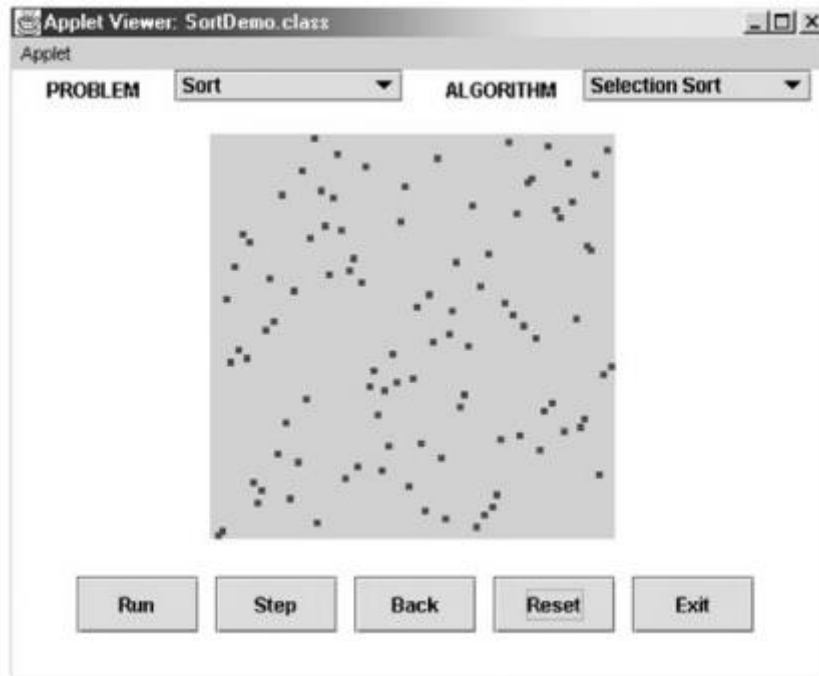 Applet Viewer: SortDemo.class
Applet
PROBLEM Sort ALGORITHM Selection Sort
Run Step Back Reset Exit